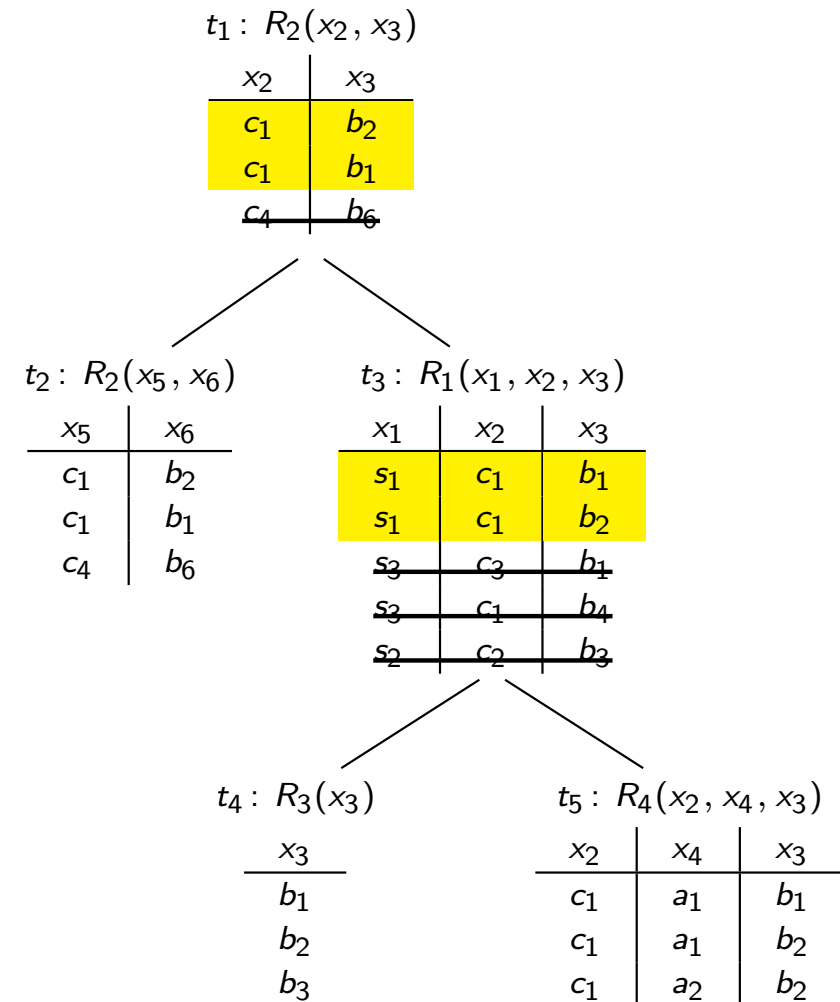 t₁: R₂(x₂, x₃)
x₂ x₃
c₁ b₂
c₁ b₁
c₄ b₆
t₂: R₂(x₅, x₆)
x₅ x₆
c₁ b₂
c₁ b₁
c₄ b₆
t₃: R₁(x₁, x₂, x₃)
x₁ x₂ x₃
s₁ c₁ b₁
s₁ c₁ b₂
s₃ c₃ b₁
s₃ c₁ b₄
s₂ c₂ b₃
t₄: R₃(x₃)
x₃
b₁
b₂
b₃
t₅: R₄(x₂, x₄, x₃)
x₂ x₄ x₃
c₁ a₁ b₁
c₁ a₁ b₂
c₁ a₂ b₂